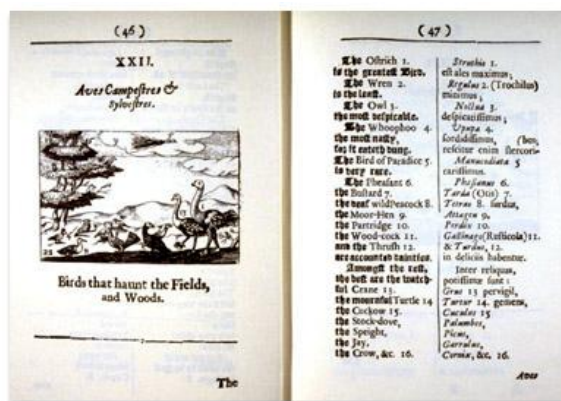 (46)
XXII.
Aves Campestres &
Sylvestres.
Birds that haunt the Fields,
and Woods.
The
(47)
The Ostrich 1.
is the greatest Bird.
The Wren 2.
is the least.
The Owl 3.
the most despicable.
The Whoophoo 4.
the most nasty,
for it eateth dung.
The Bird of Paradice 5.
is very rare.
The Pheasant 6.
the Bustard 7.
the deaf wildPeacock 8.
the Moor-Hen 9.
the Partridge 10.
the Wood-cock 11.
and the Thrush 12.
are accounted dainties.
Amongst the rest,
the best are the watch-
ful Crane 13.
the mournful Turtle 14
the Cuckow 15.
the Stock-dove,
the Speight,
the Jay,
the Crow, &c. 16.
Struthio 1.
est ales maximus;
Regulus 2. (Trochilus)
minimus;
Noctua 3.
despicatissimus;
Upupa 4.
sordidissimus, (bus;
vescitur enim stercori-
Manucodiata 5
rarissimus.
Phasianus 6.
Tarda (Otis) 7.
Tetrao 8. surdus,
Attagen 9.
Perdix 10.
Gallinago (Rusticola) 11.
& Turdus, 12.
in deliciis habentur.
Inter reliquas,
potissimæ sunt:
Grus 13 pervigil,
Turtur 14. gemens,
Cuculus 15
Palumbes,
Picus,
Garrulus,
Cornix, &c. 16.
Aves